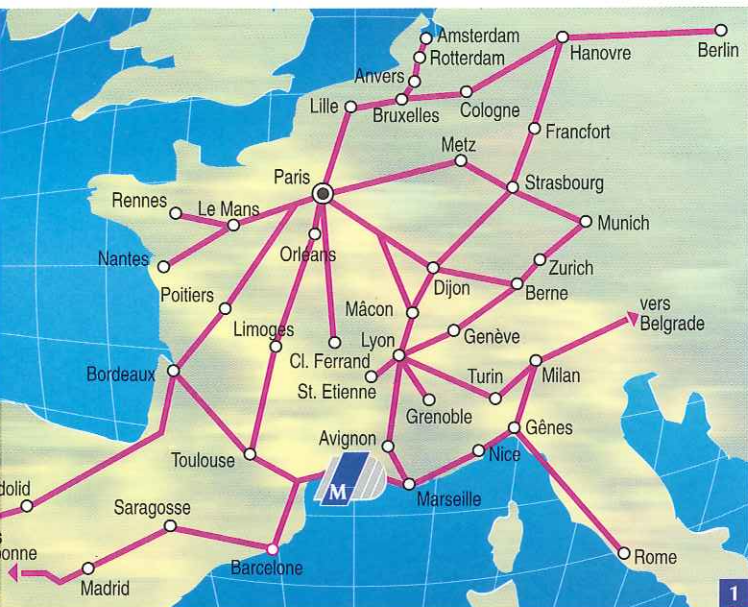 Amsterdam
Rotterdam
Hanovre
Berlin
Anvers
Lille
Bruxelles
Cologne
Francfort
Metz
Paris
Strasbourg
Rennes
Le Mans
Munich
Orléans
Nantes
Zurich
Dijon
Berne
Poitiers
Mâcon
vers
Belgrade
Limoges
Lyon
Genève
Cl. Ferrand
Bordeaux
St. Etienne
Turin
Milan
Grenoble
Avignon
Gênes
Toulouse
Nice
M
Marseille
dolid
Saragosse
onne
Barcelone
Rome
Madrid
1